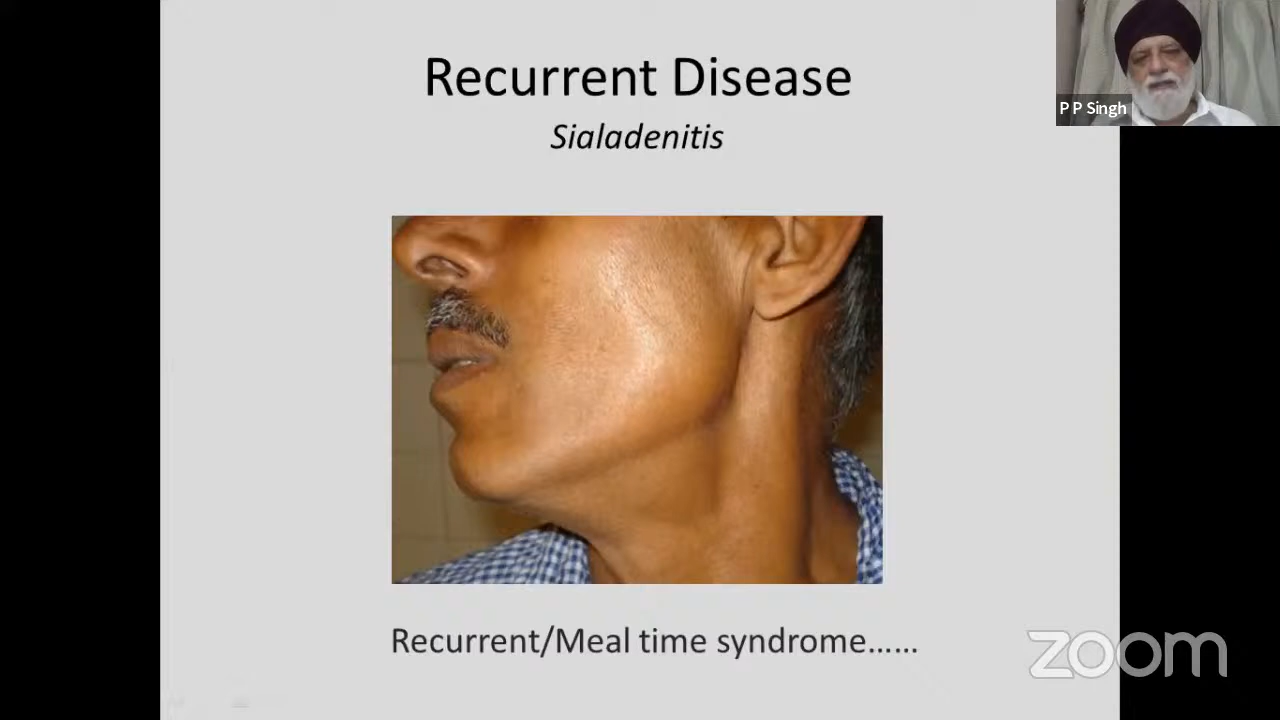 Recurrent Disease
Sialadenitis
P P Singh
Recurrent/Meal time syndrome……
zoom